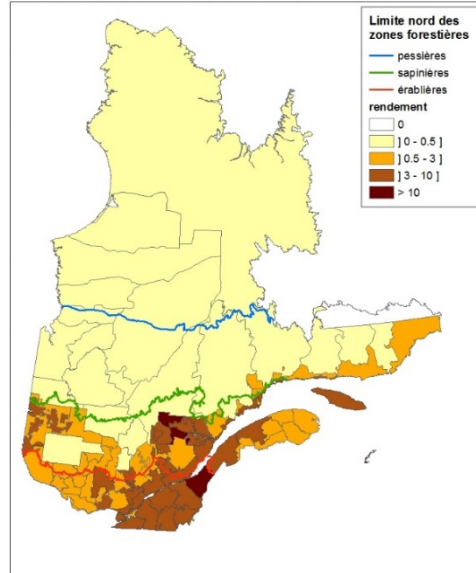 Limite nord des
zones forestières
pessières
sapinières
érablières
rendement
0
] 0 - 0.5 ]
] 0.5 - 3 ]
] 3 - 10 ]
> 10